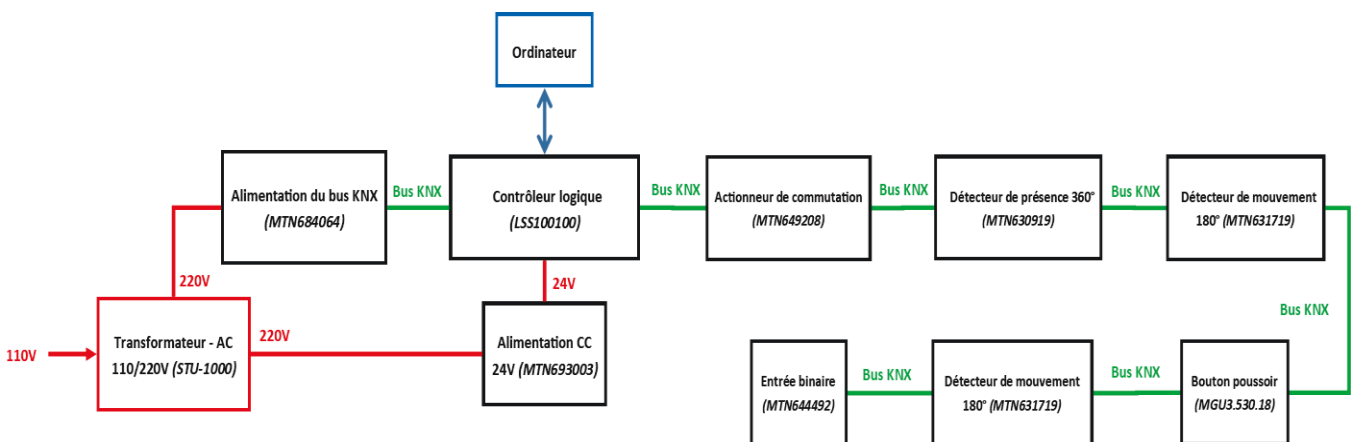 Ordinateur
Alimentation du bus KNX
(MTN684064)
Bus KNX
Contrôleur logique
(LSS100100)
Bus KNX
Actionneur de commutation
(MTN649208)
Bus KNX
Détecteur de présence 360°
(MTN630919)
Bus KNX
Détecteur de mouvement
180° (MTN631719)
220V
24V
Bus KNX
110V
Transformateur - AC
110/220V (STU-1000)
220V
Alimentation CC
24V (MTN693003)
Entrée binaire
(MTN644492)
Bus KNX
Détecteur de mouvement
180° (MTN631719)
Bus KNX
Bouton poussoir
(MGU3.530.18)